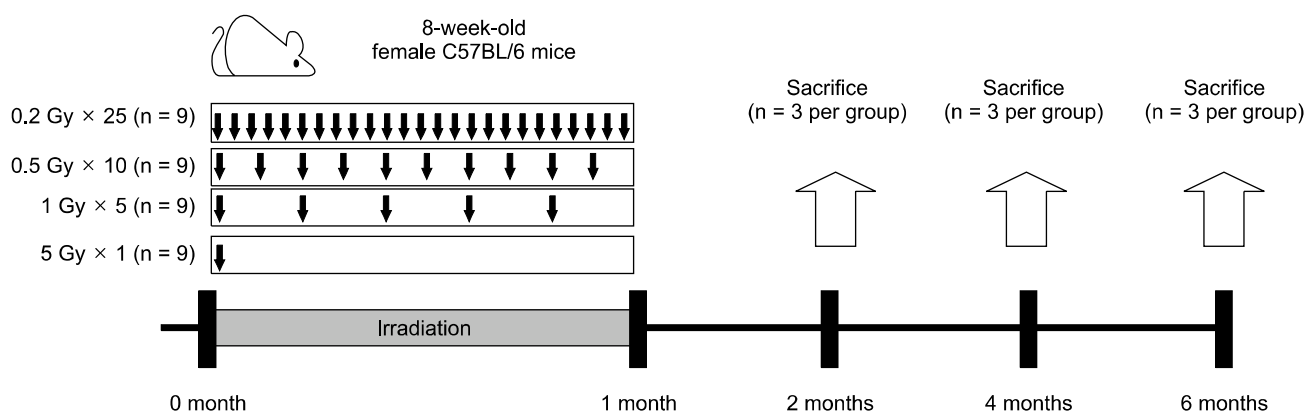 8-week-old
female C57BL/6 mice
0.2 Gy × 25 (n = 9)
0.5 Gy × 10 (n = 9)
1 Gy × 5 (n = 9)
5 Gy × 1 (n = 9)
Sacrifice
(n = 3 per group)
Sacrifice
(n = 3 per group)
Sacrifice
(n = 3 per group)
Irradiation
0 month
1 month
2 months
4 months
6 months